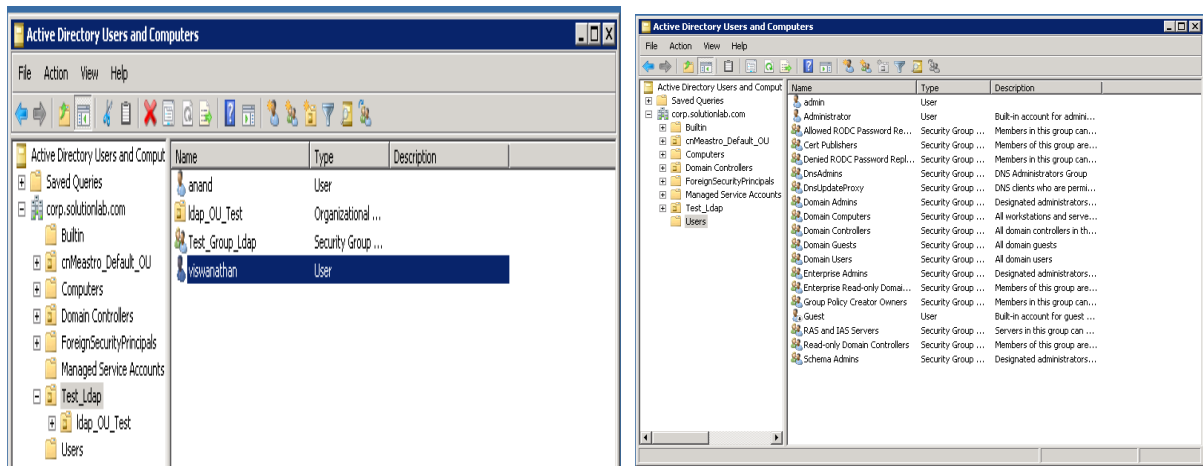 Active Directory Users and Computers
File Action View Help
Active Directory Users and Comput
Saved Queries
corp.solutionlab.com
Builtin
cnMeastro_Default_OU
Computers
Domain Controllers
ForeignSecurityPrincipals
Managed Service Accounts
Test_Ldap
ldap_OU_Test
Users
Name Type Description
anand User
ldap_OU_Test Organizational ...
Test_Group_Ldap Security Group ...
viswanathan User
Active Directory Users and Computers
File Action View Help
Active Directory Users and Comput
Saved Queries
corp.solutionlab.com
Builtin
cnMeastro_Default_OU
Computers
Domain Controllers
ForeignSecurityPrincipals
Managed Service Accounts
Test_Ldap
Users
Name Type Description
admin User
Administrator User Built-in account for admini...
Allowed RODC Password Re... Security Group ... Members in this group can...
Cert Publishers Security Group ... Members of this group are...
Denied RODC Password Repl... Security Group ... Members in this group can...
DnsAdmins Security Group ... DNS Administrators Group
DnsUpdateProxy Security Group ... DNS clients who are permi...
Domain Admins Security Group ... Designated administrators...
Domain Computers Security Group ... All workstations and serve...
Domain Controllers Security Group ... All domain controllers in th...
Domain Guests Security Group ... All domain guests
Domain Users Security Group ... All domain users
Enterprise Admins Security Group ... Designated administrators...
Enterprise Read-only Domai... Security Group ... Members of this group are...
Group Policy Creator Owners Security Group ... Members in this group can...
Guest User Built-in account for guest ...
RAS and IAS Servers Security Group ... Servers in this group can ...
Read-only Domain Controllers Security Group ... Members of this group are...
Schema Admins Security Group ... Designated administrators...